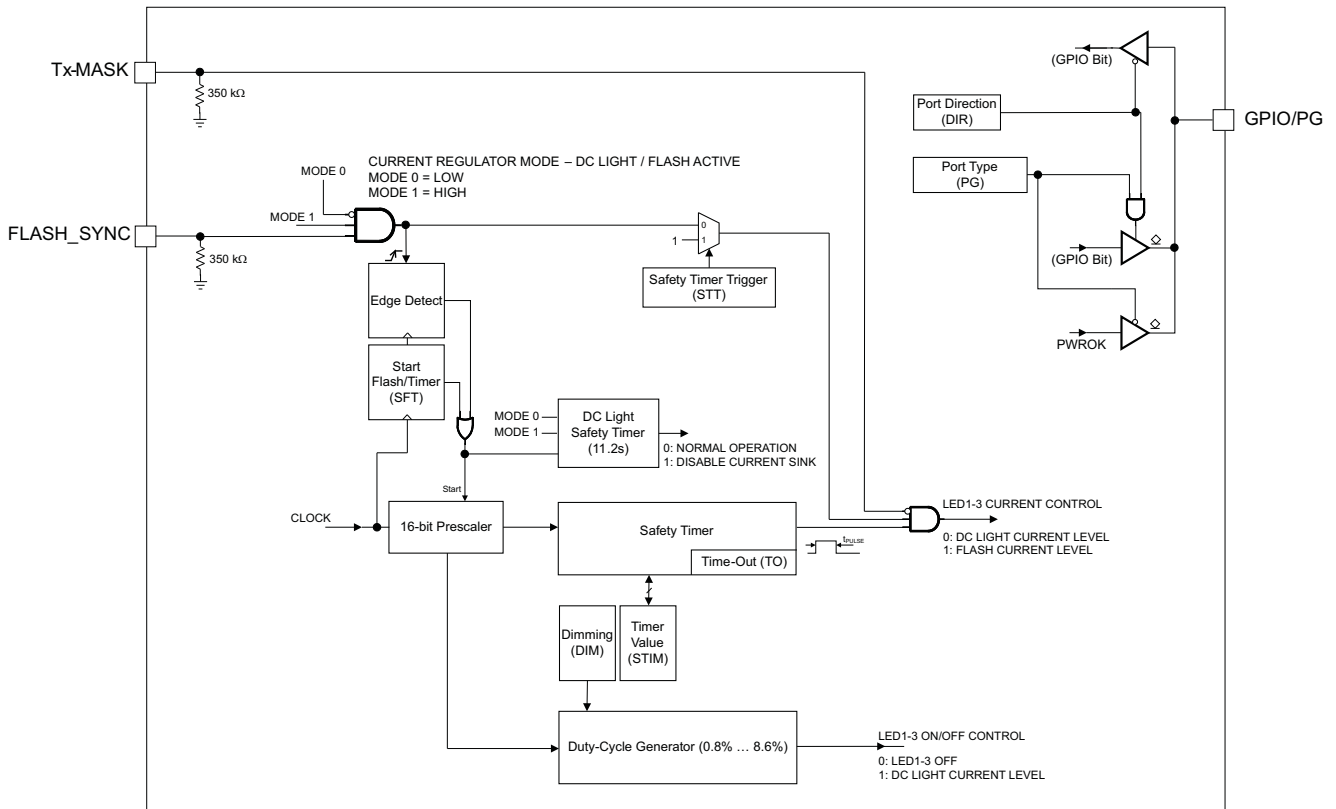 Tx-MASK
350 kΩ
(GPIO Bit)
Port Direction
(DIR)
GPIO/PG
Port Type
(PG)
(GPIO Bit)
PWROK
CURRENT REGULATOR MODE – DC LIGHT / FLASH ACTIVE
MODE 0 = LOW
MODE 1 = HIGH
MODE 0
MODE 1
FLASH_SYNC
350 kΩ
0
1
1
Safety Timer Trigger
(STT)
Edge Detect
Start
Flash/Timer
(SFT)
MODE 0
MODE 1
DC Light
Safety Timer
(11.2s)
0: NORMAL OPERATION
1: DISABLE CURRENT SINK
Start
CLOCK
16-bit Prescaler
Safety Timer
Time-Out (TO)
tPULSE
LED1-3 CURRENT CONTROL
0: DC LIGHT CURRENT LEVEL
1: FLASH CURRENT LEVEL
Dimming
(DIM)
Timer
Value
(STIM)
Duty-Cycle Generator (0.8% ... 8.6%)
LED1-3 ON/OFF CONTROL
0: LED1-3 OFF
1: DC LIGHT CURRENT LEVEL